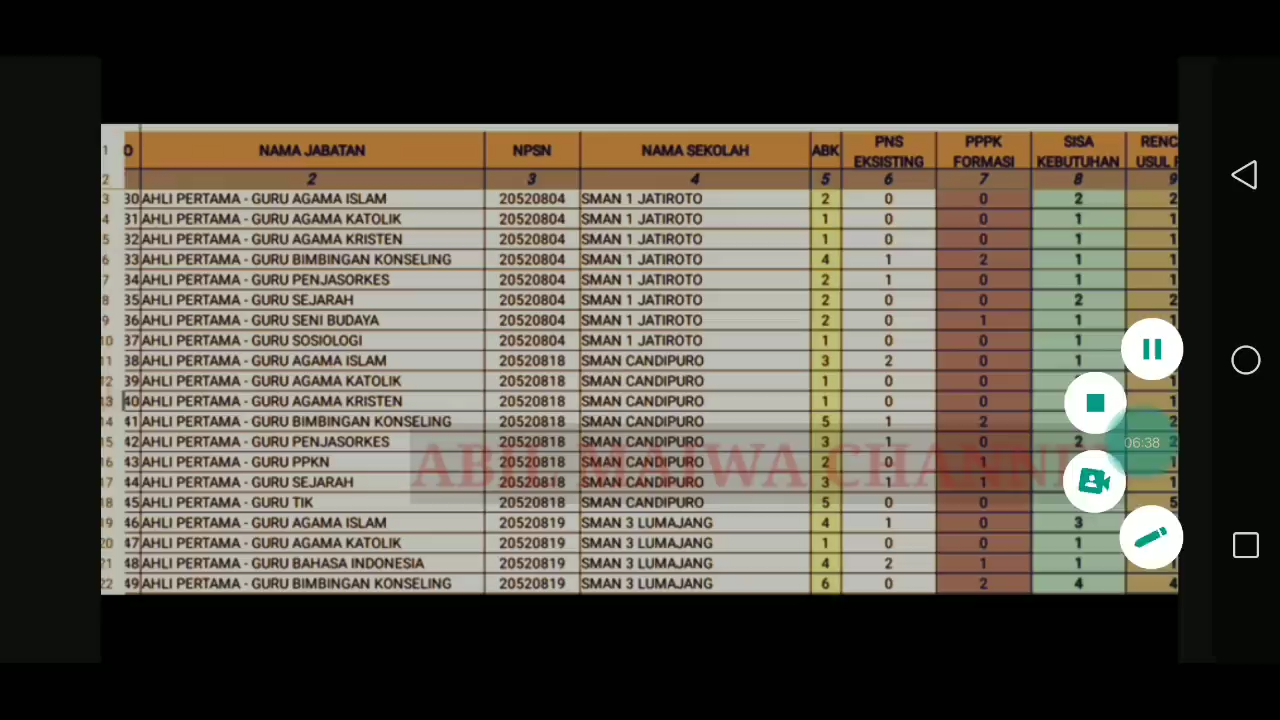 1 O NAMA JABATAN NPSN NAMA SEKOLAH ABK PNS EKSISTING PPPK FORMASI SISA KEBUTUHAN RENC USUL
2 2 3 4 5 6 7 8 9
3 30 AHLI PERTAMA - GURU AGAMA ISLAM 20520804 SMAN 1 JATIROTO 2 0 0 2 2
4 31 AHLI PERTAMA - GURU AGAMA KATOLIK 20520804 SMAN 1 JATIROTO 1 0 0 1 1
5 32 AHLI PERTAMA - GURU AGAMA KRISTEN 20520804 SMAN 1 JATIROTO 1 0 0 1 1
6 33 AHLI PERTAMA - GURU BIMBINGAN KONSELING 20520804 SMAN 1 JATIROTO 4 1 2 1 1
7 34 AHLI PERTAMA - GURU PENJASORKES 20520804 SMAN 1 JATIROTO 2 1 0 1 1
8 35 AHLI PERTAMA - GURU SEJARAH 20520804 SMAN 1 JATIROTO 2 0 0 2 2
9 36 AHLI PERTAMA - GURU SENI BUDAYA 20520804 SMAN 1 JATIROTO 2 0 1 1 1
10 37 AHLI PERTAMA - GURU SOSIOLOGI 20520804 SMAN 1 JATIROTO 1 0 0 1
11 38 AHLI PERTAMA - GURU AGAMA ISLAM 20520818 SMAN CANDIPURO 3 2 0 1
12 39 AHLI PERTAMA - GURU AGAMA KATOLIK 20520818 SMAN CANDIPURO 1 0 0 1
13 40 AHLI PERTAMA - GURU AGAMA KRISTEN 20520818 SMAN CANDIPURO 1 0 0 1
14 41 AHLI PERTAMA - GURU BIMBINGAN KONSELING 20520818 SMAN CANDIPURO 5 1 2 2
15 42 AHLI PERTAMA - GURU PENJASORKES 20520818 SMAN CANDIPURO 3 1 0 2 2
06:38
16 43 AHLI PERTAMA - GURU PPKN 20520818 SMAN CANDIPURO 2 0 1 1
17 44 AHLI PERTAMA - GURU SEJARAH 20520818 SMAN CANDIPURO 3 1 1 1
18 45 AHLI PERTAMA - GURU TIK 20520818 SMAN CANDIPURO 5 0 0 5
19 46 AHLI PERTAMA - GURU AGAMA ISLAM 20520819 SMAN 3 LUMAJANG 4 1 0 3
20 47 AHLI PERTAMA - GURU AGAMA KATOLIK 20520819 SMAN 3 LUMAJANG 1 0 0 1
21 48 AHLI PERTAMA - GURU BAHASA INDONESIA 20520819 SMAN 3 LUMAJANG 4 2 1 1 1
22 49 AHLI PERTAMA - GURU BIMBINGAN KONSELING 20520819 SMAN 3 LUMAJANG 6 0 2 4 4